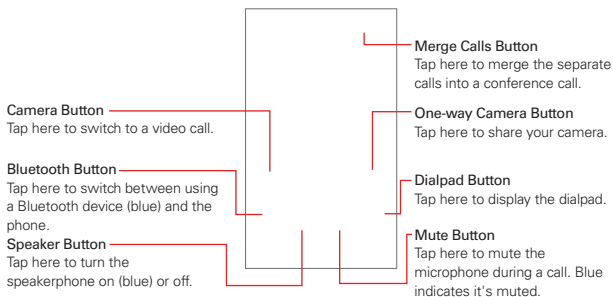 Merge Calls Button
Tap here to merge the separate
calls into a conference call.
Camera Button
Tap here to switch to a video call.
One-way Camera Button
Tap here to share your camera.
Bluetooth Button
Tap here to switch between using
a Bluetooth device (blue) and the
phone.
Dialpad Button
Tap here to display the dialpad.
Speaker Button
Tap here to turn the
speakerphone on (blue) or off.
Mute Button
Tap here to mute the
microphone during a call. Blue
indicates it's muted.